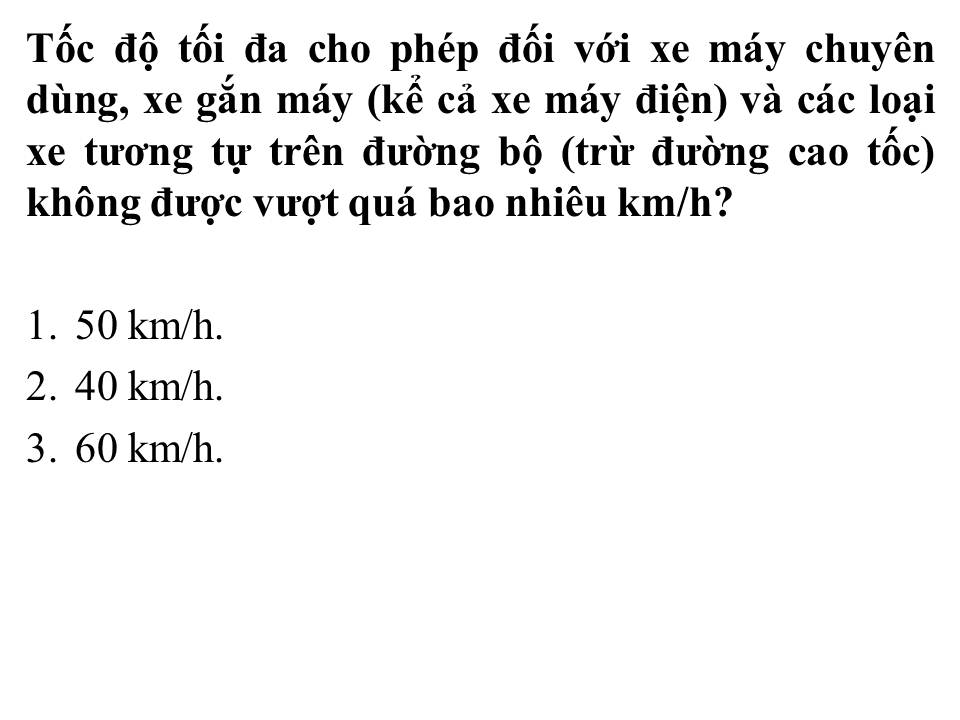 Tốc độ tối đa cho phép đối với xe máy chuyên
dùng, xe gắn máy (kể cả xe máy điện) và các loại
xe tương tự trên đường bộ (trừ đường cao tốc)
không được vượt quá bao nhiêu km/h?
1. 50 km/h.
2. 40 km/h.
3. 60 km/h.